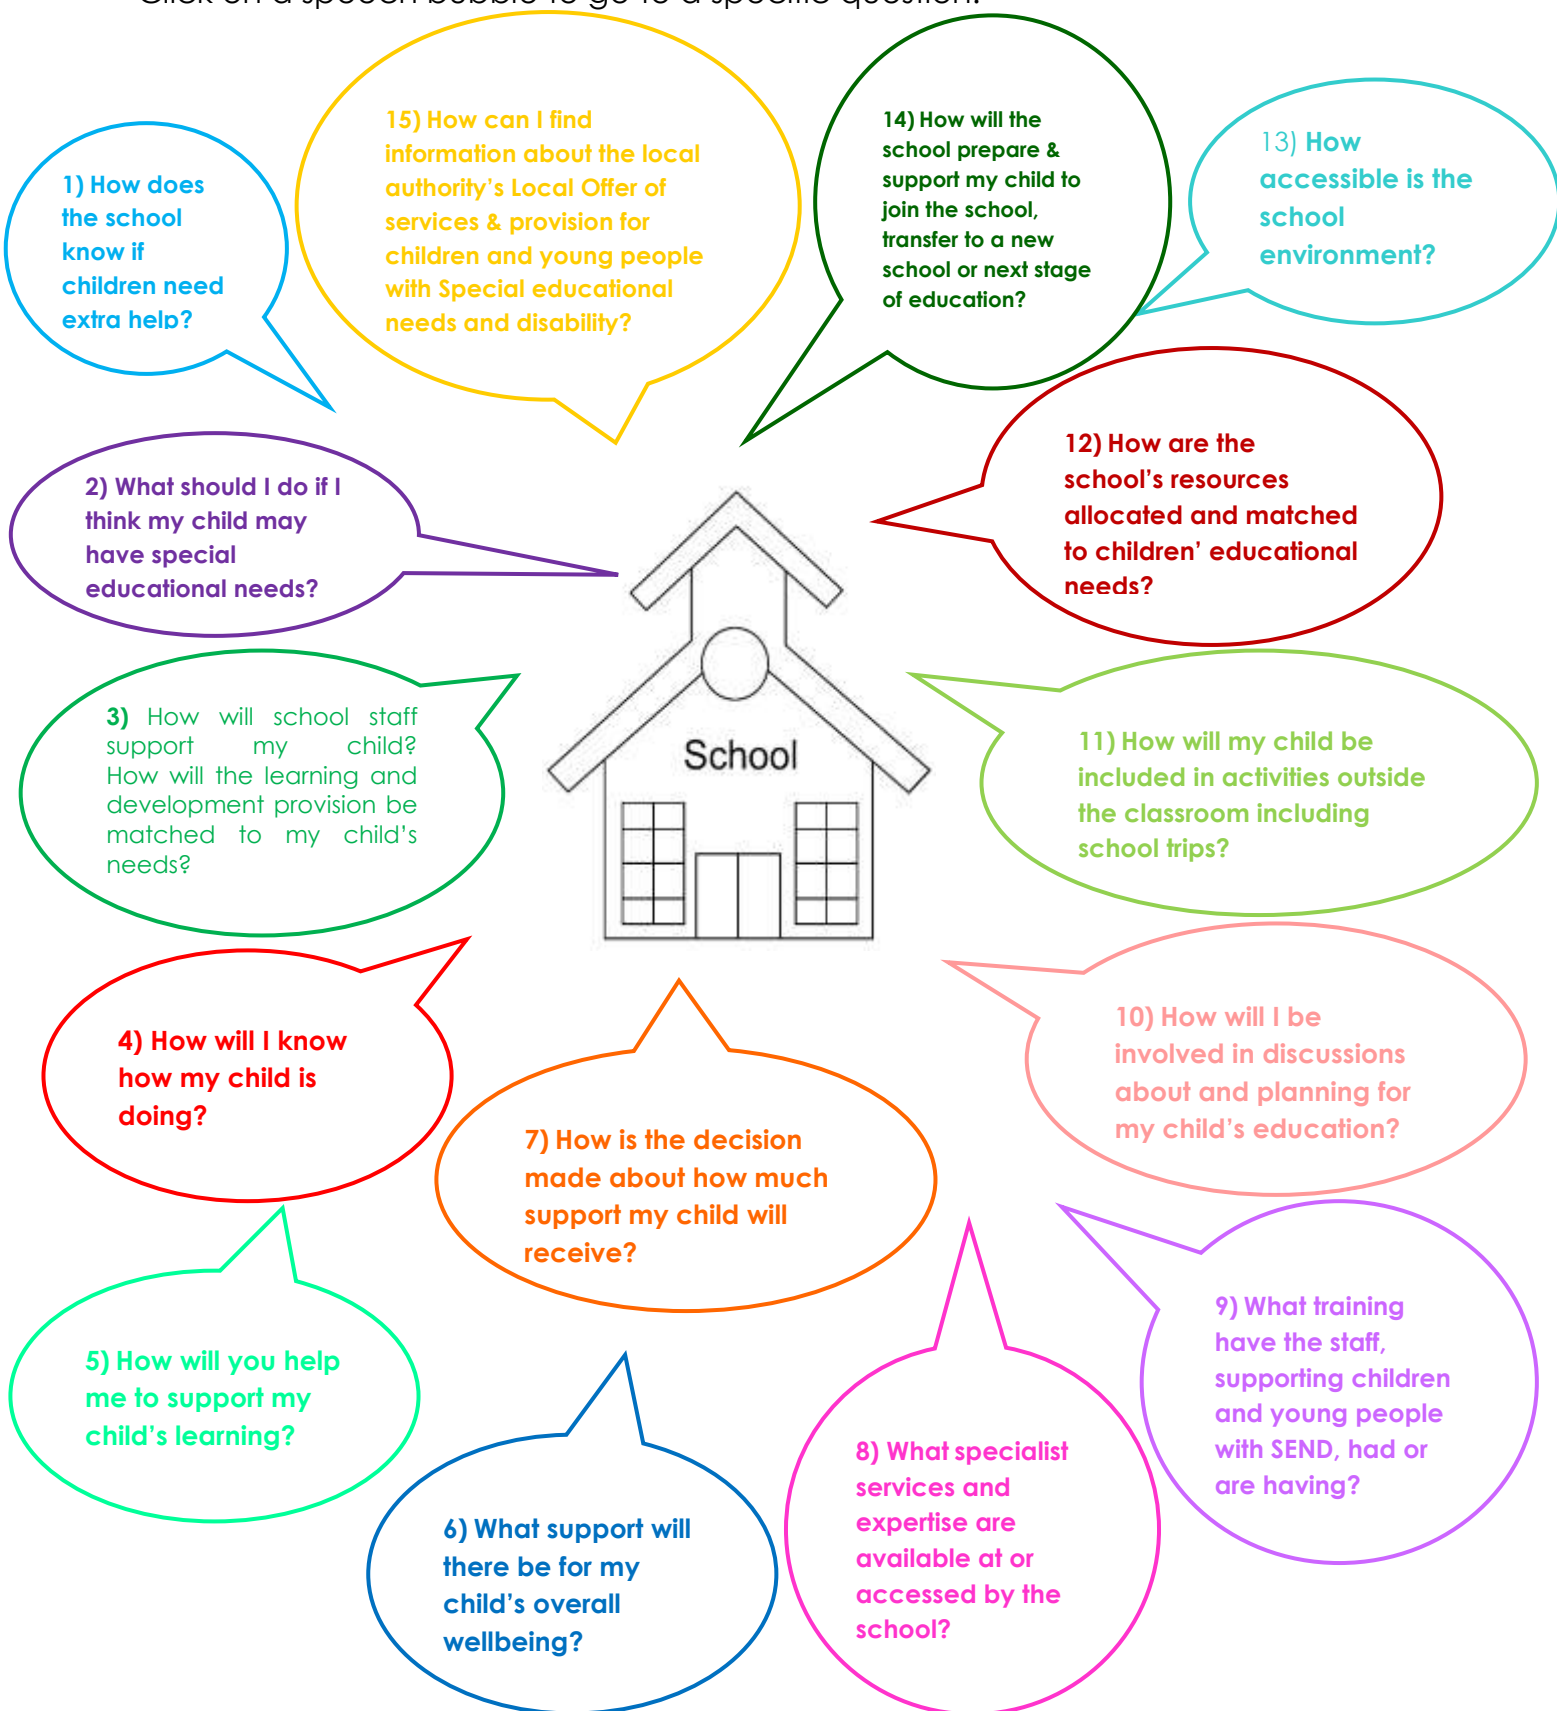 Click on a speech bubble to go to a specific question.
1) How does
the school
know if
children need
extra help?
2) What should I do if I
think my child may
have special
educational needs?
3) How will school staff
support my child?
How will the learning and
development provision be
matched to my child's
needs?
4) How will I know
how my child is
doing?
5) How will you help
me to support my
child's learning?
6) What support will
there be for my
child's overall
wellbeing?
7) How is the decision
made about how much
support my child will
receive?
8) What specialist
services and
expertise are
available at or
accessed by the
school?
9) What training
have the staff,
supporting children
and young people
with SEND, had or
are having?
10) How will I be
involved in discussions
about and planning for
my child's education?
11) How will my child be
included in activities outside
the classroom including
school trips?
12) How are the
school's resources
allocated and matched
to children' educational
needs?
13) How
accessible is the
school
environment?
14) How will the
school prepare &
support my child to
join the school,
transfer to a new
school or next stage
of education?
15) How can I find
information about the local
authority's Local Offer of
services & provision for
children and young people
with Special educational
needs and disability?
School